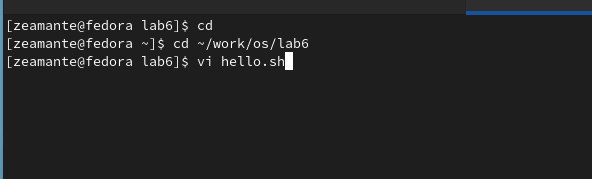 [zeamante@fedora lab6]$ cd
[zeamante@fedora ~]$ cd ~/work/os/lab6
[zeamante@fedora lab6]$ vi hello.sh